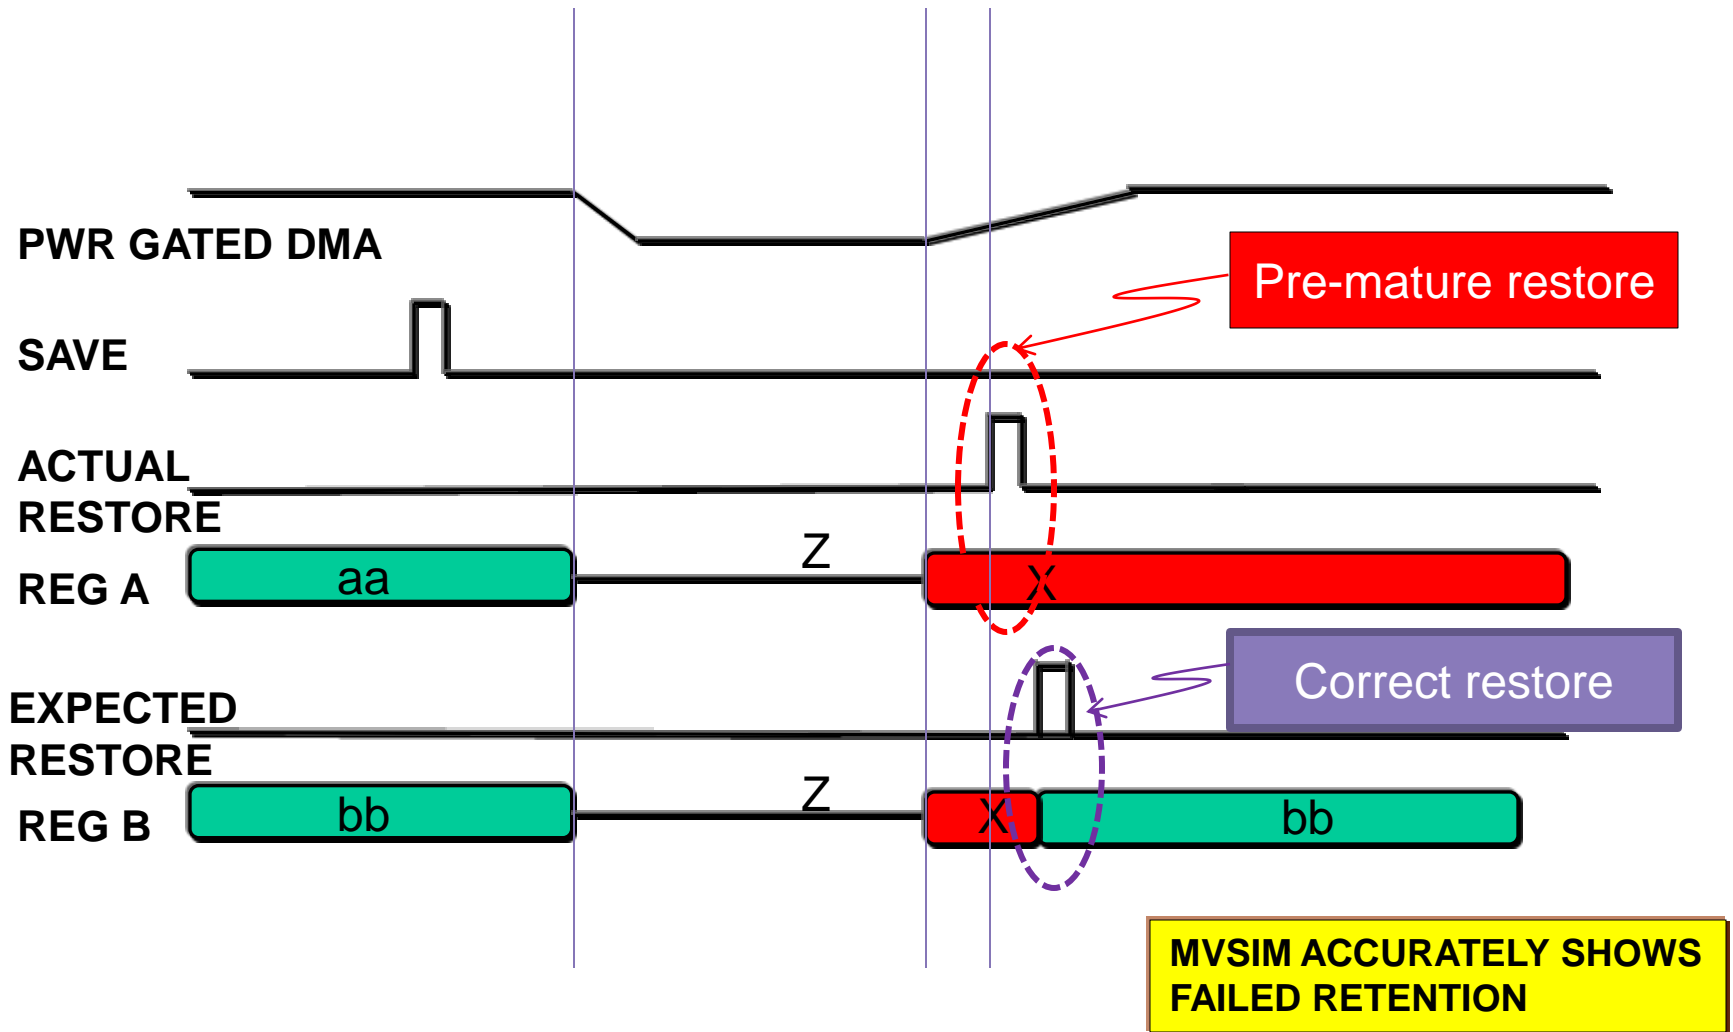 PWR GATED DMA
Pre-mature restore
SAVE
ACTUAL
RESTORE
Z
REG A
aa
X
Correct restore
EXPECTED
RESTORE
Z
REG B
bb
X
bb
MVSIM ACCURATELY SHOWS
FAILED RETENTION